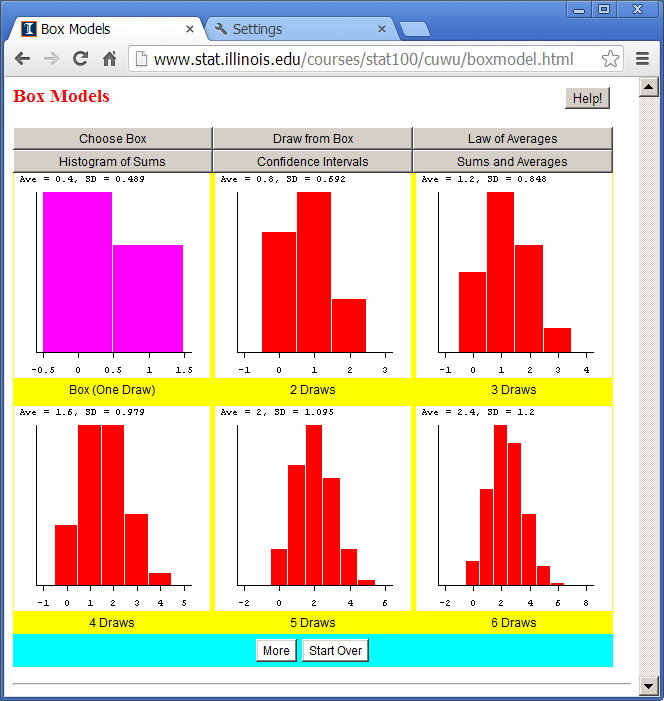 Box Models
Settings
www.stat.illinois.edu/courses/stat100/cuwu/boxmodel.html
Box Models
Help!
Choose Box Draw from Box Law of Averages
Histogram of Sums Confidence Intervals Sums and Averages
Ave = 0.4, SD = 0.489 Ave = 0.8, SD = 0.692 Ave = 1.2, SD = 0.848
-0.5 0 0.5 1 1.5 -1 0 1 2 3 -1 0 1 2 3 4
Box (One Draw) 2 Draws 3 Draws
Ave = 1.6, SD = 0.979 Ave = 2, SD = 1.095 Ave = 2.4, SD = 1.2
-1 0 1 2 3 4 5 -2 0 2 4 6 -2 0 2 4 6 8
4 Draws 5 Draws 6 Draws
More Start Over